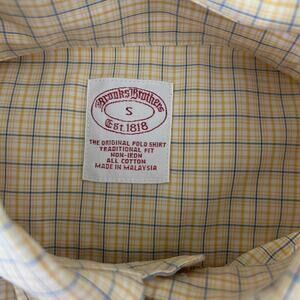 Brooks Brothers
S
Est. 1818
THE ORIGINAL POLO SHIRT
TRADITIONAL FIT
NON-IRON
ALL COTTON
MADE IN MALAYSIA